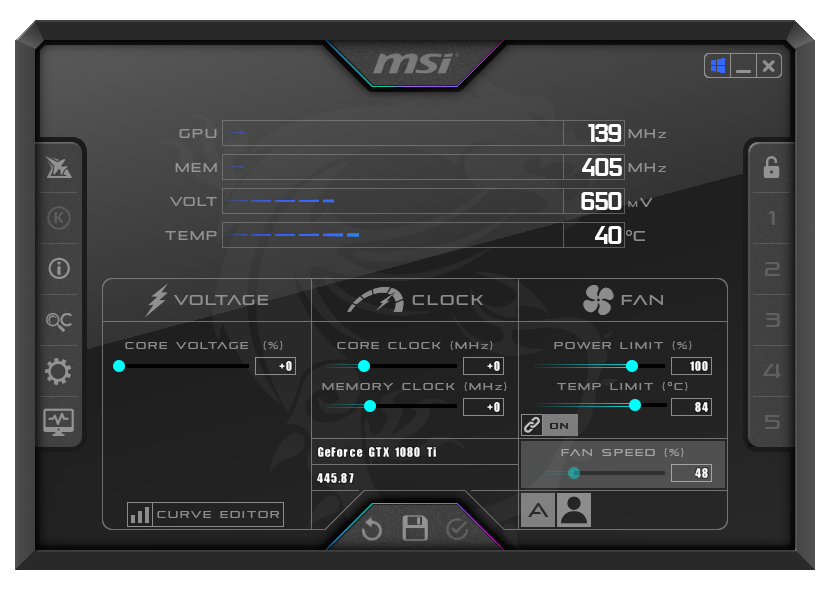 msi
GPU 139 MHz
MEM 405 MHz
VOLT 650 mV
TEMP 40 °C
K
1
2
3
4
5
VOLTAGE
CORE VOLTAGE (%)
+0
CURVE EDITOR
CLOCK
CORE CLOCK (MHz)
+0
MEMORY CLOCK (MHz)
+0
GeForce GTX 1080 Ti
445.87
FAN
POWER LIMIT (%)
100
TEMP LIMIT (°C)
84
ON
FAN SPEED (%)
48
A